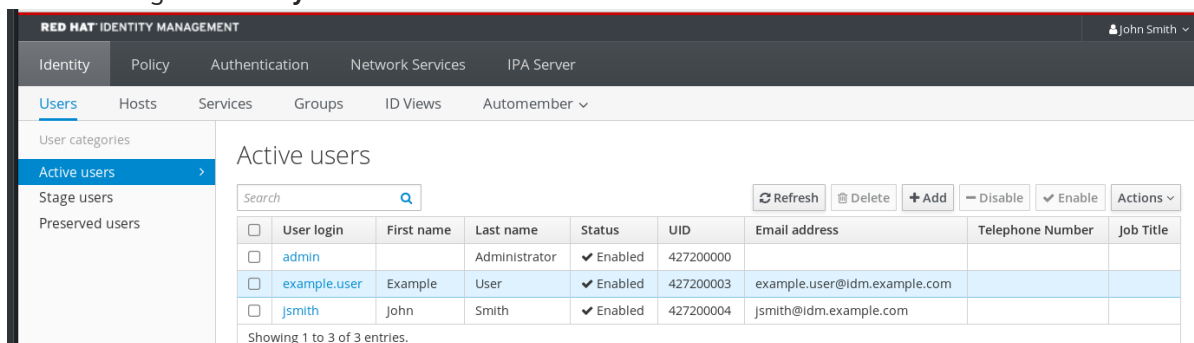 RED HAT® IDENTITY MANAGEMENT John Smith
Identity Policy Authentication Network Services IPA Server
Users Hosts Services Groups ID Views Automember
User categories
Active users
Stage users
Preserved users
Active users
Search Refresh Delete Add Disable Enable Actions
User login First name Last name Status UID Email address Telephone Number Job Title
admin Administrator Enabled 427200000
example.user Example User Enabled 427200003 example.user@idm.example.com
jsmith John Smith Enabled 427200004 jsmith@idm.example.com
Showing 1 to 3 of 3 entries.